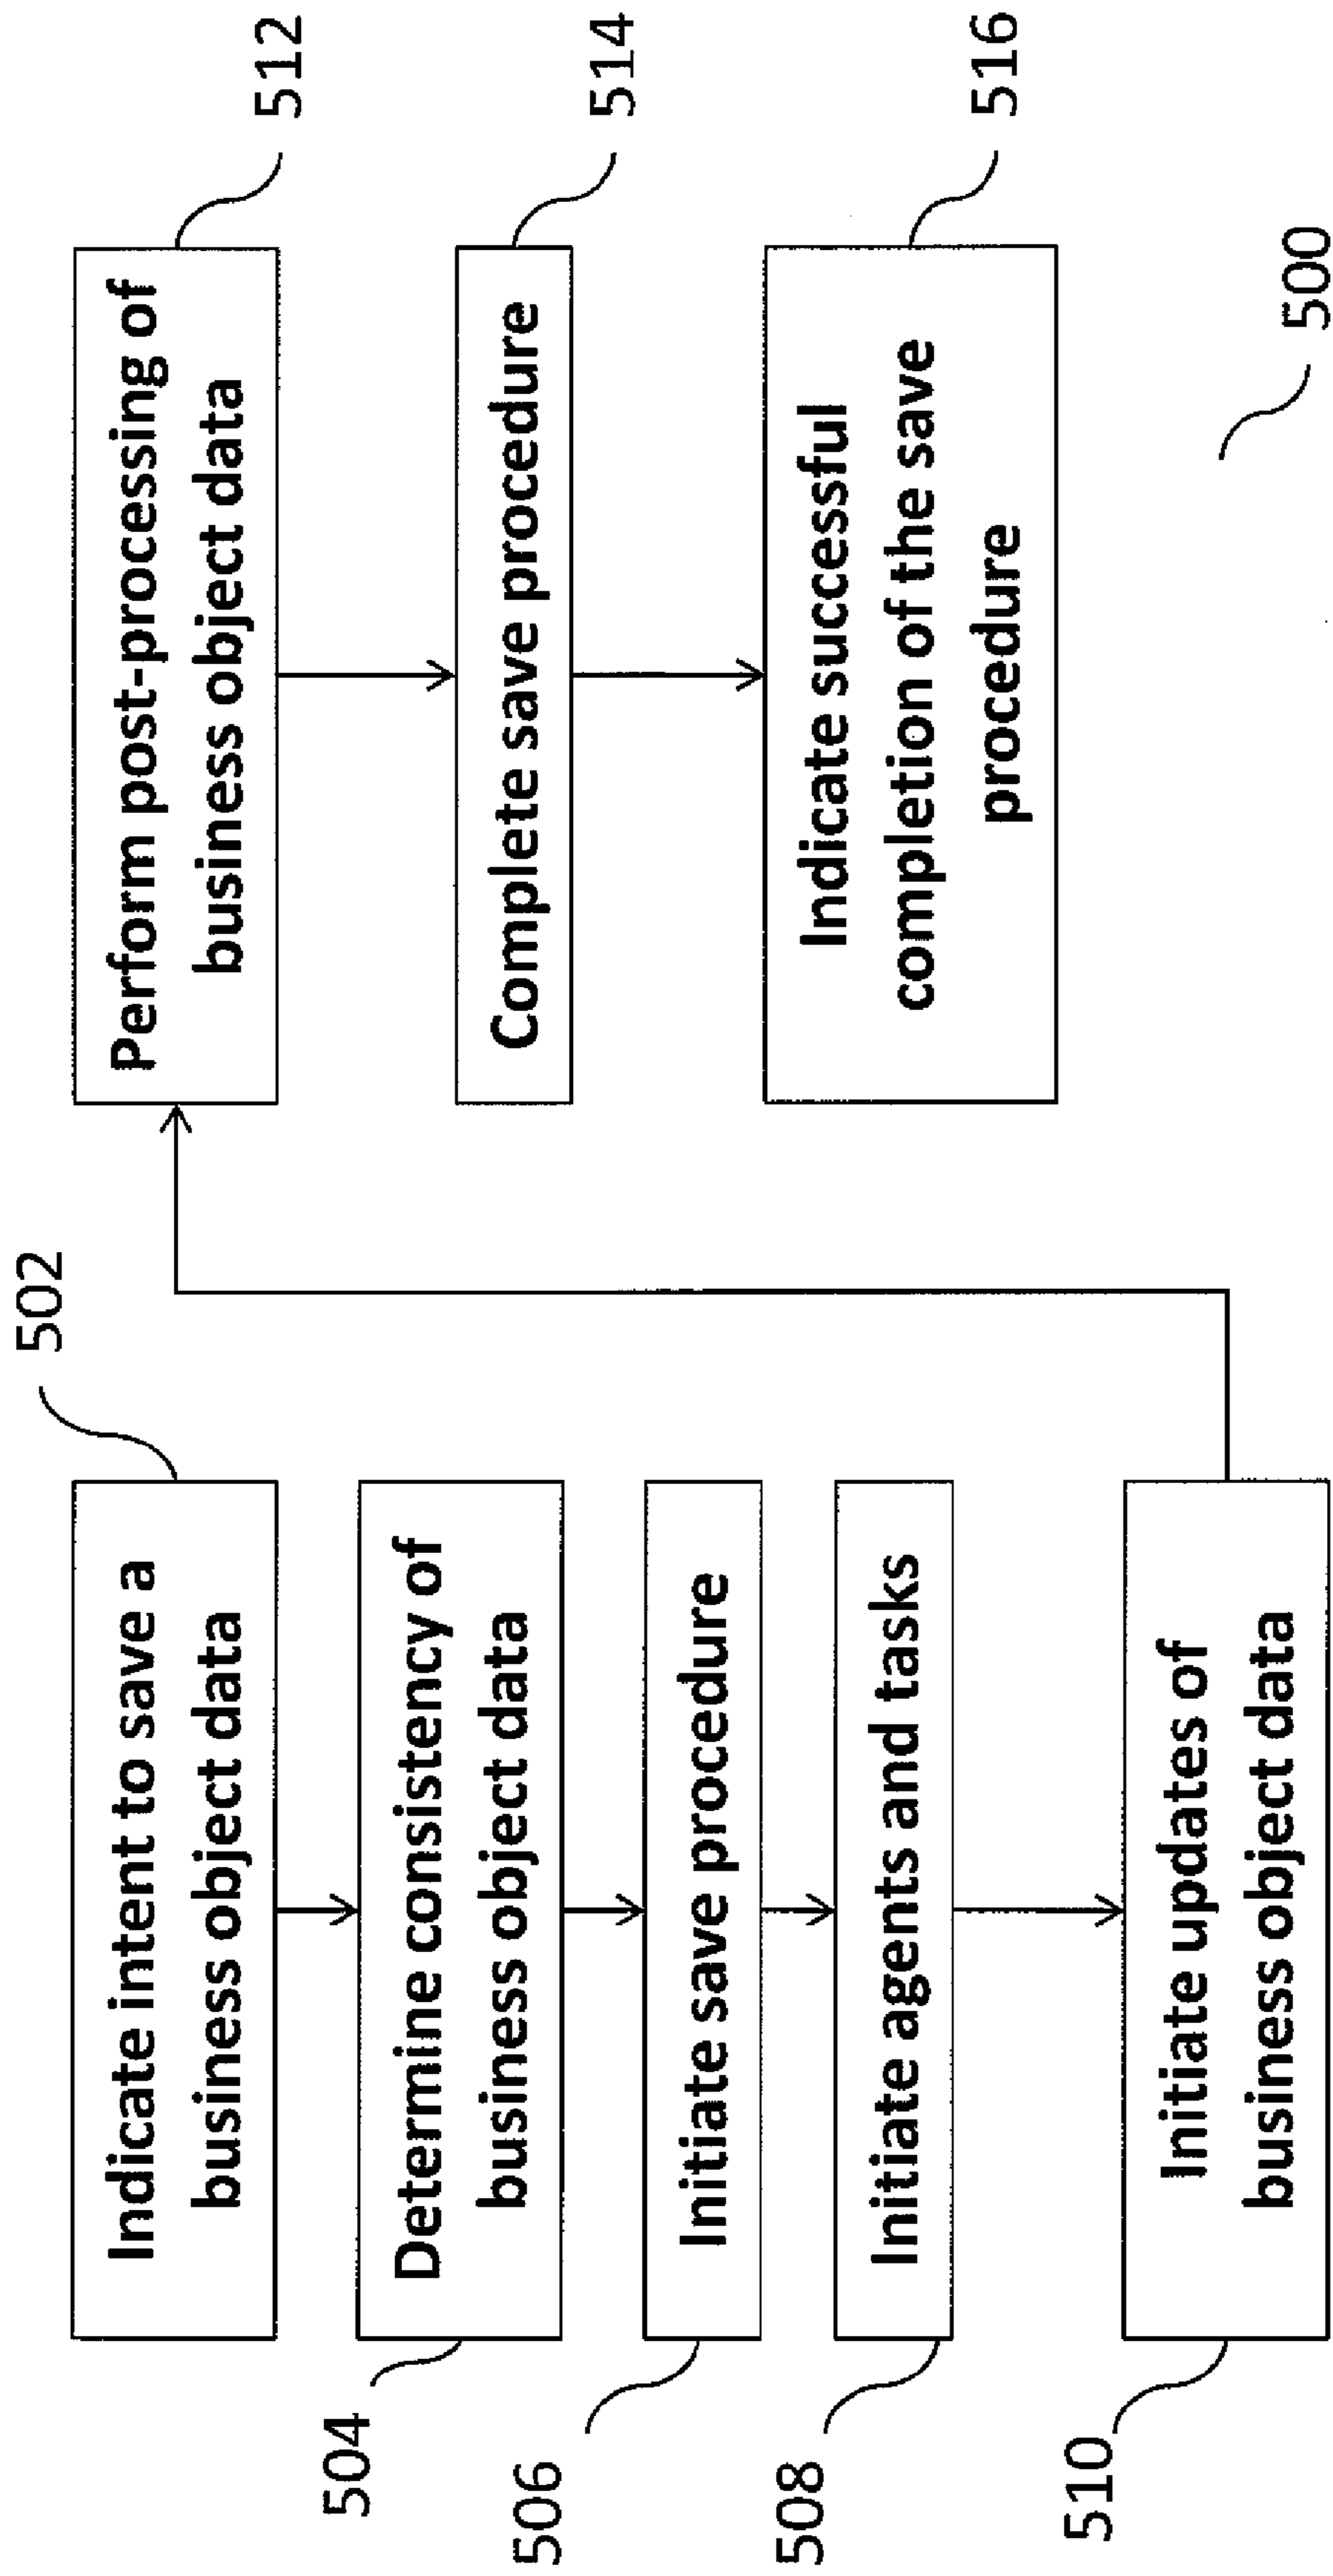 502
Indicate intent to save a
business object data
504
Determine consistency of
business object data
506
Initiate save procedure
508
Initiate agents and tasks
510
Initiate updates of
business object data
512
Perform post-processing of
business object data
514
Complete save procedure
516
Indicate successful
completion of the save
procedure
500